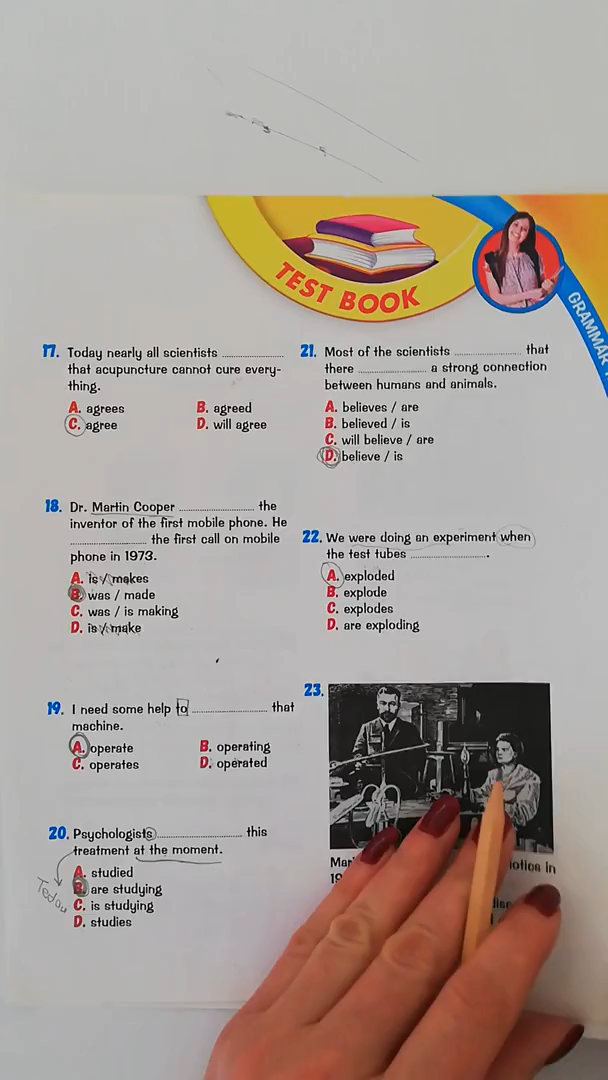 TEST BOOK
GRAMMAR
17. Today nearly all scientists ....................
that acupuncture cannot cure every-
thing.
A. agrees B. agreed
C. agree D. will agree
18. Dr. Martin Cooper ........................ the
inventor of the first mobile phone. He
........................ the first call on mobile
phone in 1973.
A. is / makes
B. was / made
C. was / is making
D. is / make
19. I need some help to ........................ that
machine.
A. operate B. operating
C. operates D. operated
20. Psychologists ........................ this
treatment at the moment.
Today
A. studied
B. are studying
C. is studying
D. studies
21. Most of the scientists ...................... that
there ...................... a strong connection
between humans and animals.
A. believes / are
B. believed / is
C. will believe / are
D. believe / is
22. We were doing an experiment when
the test tubes ........................ .
A. exploded
B. explode
C. explodes
D. are exploding
23.
in